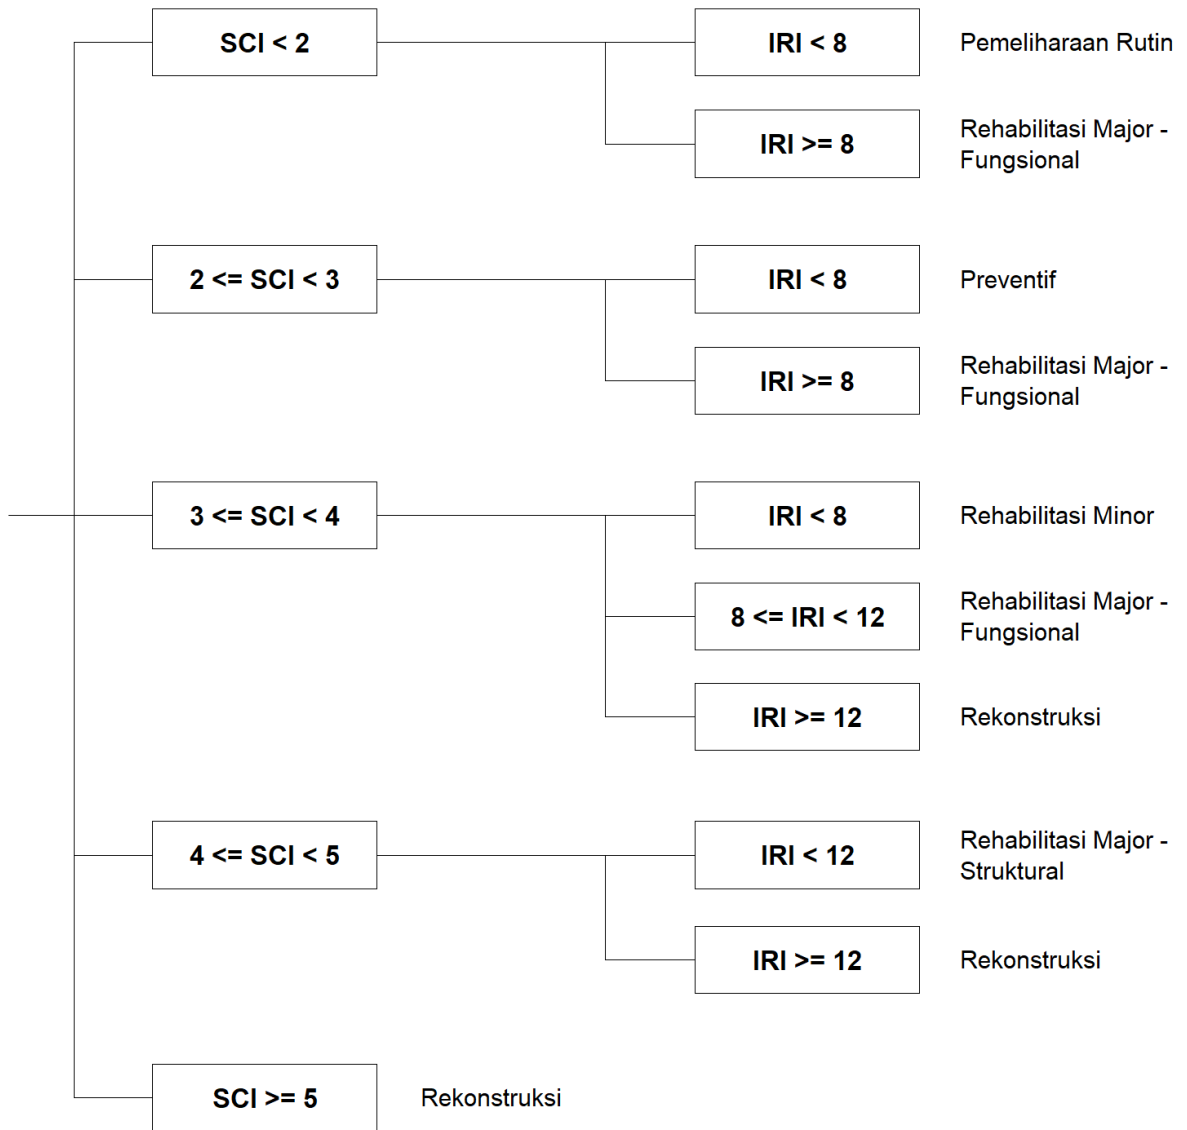 SCI < 2
IRI < 8
Pemeliharaan Rutin
IRI >= 8
Rehabilitasi Major -
Fungsional
2 <= SCI < 3
IRI < 8
Preventif
IRI >= 8
Rehabilitasi Major -
Fungsional
3 <= SCI < 4
IRI < 8
Rehabilitasi Minor
8 <= IRI < 12
Rehabilitasi Major -
Fungsional
IRI >= 12
Rekonstruksi
4 <= SCI < 5
IRI < 12
Rehabilitasi Major -
Struktural
IRI >= 12
Rekonstruksi
SCI >= 5
Rekonstruksi